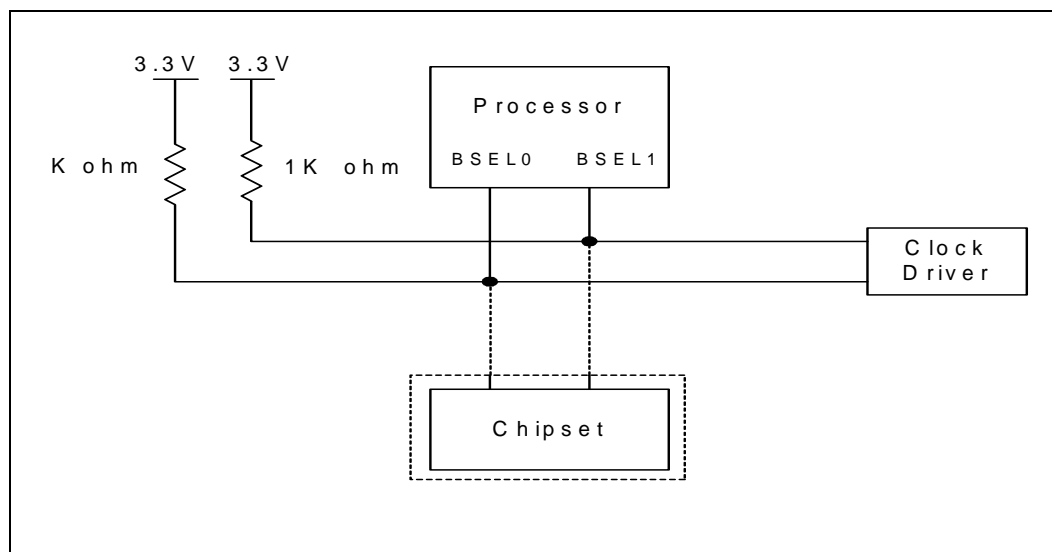 3.3V 3.3V
Processor
BSEL0 BSEL1
K ohm 1K ohm
Clock
Driver
Chipset